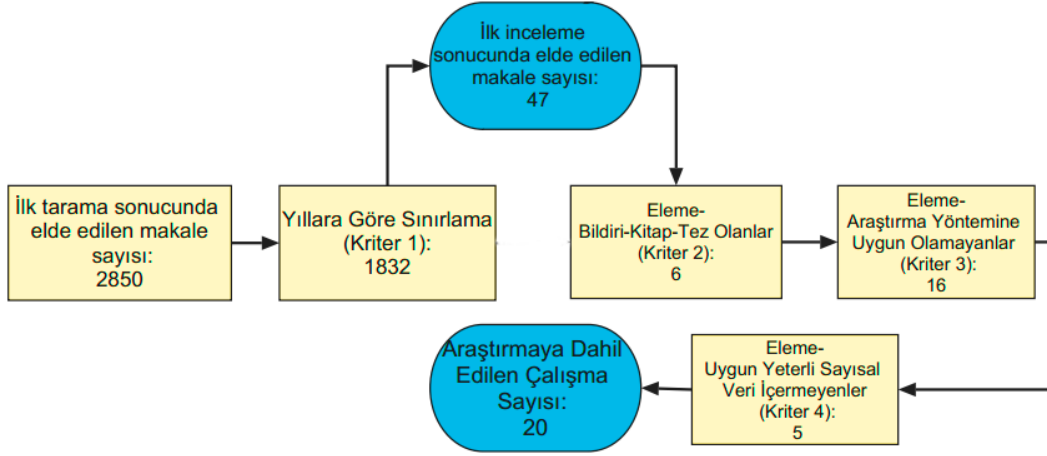 İlk tarama sonucunda
elde edilen makale
sayısı:
2850
Yıllara Göre Sınırlama
(Kriter 1):
1832
İlk inceleme
sonucunda elde edilen
makale sayısı:
47
Eleme-
Bildiri-Kitap-Tez Olanlar
(Kriter 2):
6
Eleme-
Araştırma Yöntemine
Uygun Olamayanlar
(Kriter 3):
16
Eleme-
Uygun Yeterli Sayısal
Veri İçermeyenler
(Kriter 4):
5
Araştırmaya Dahil
Edilen Çalışma
Sayısı:
20